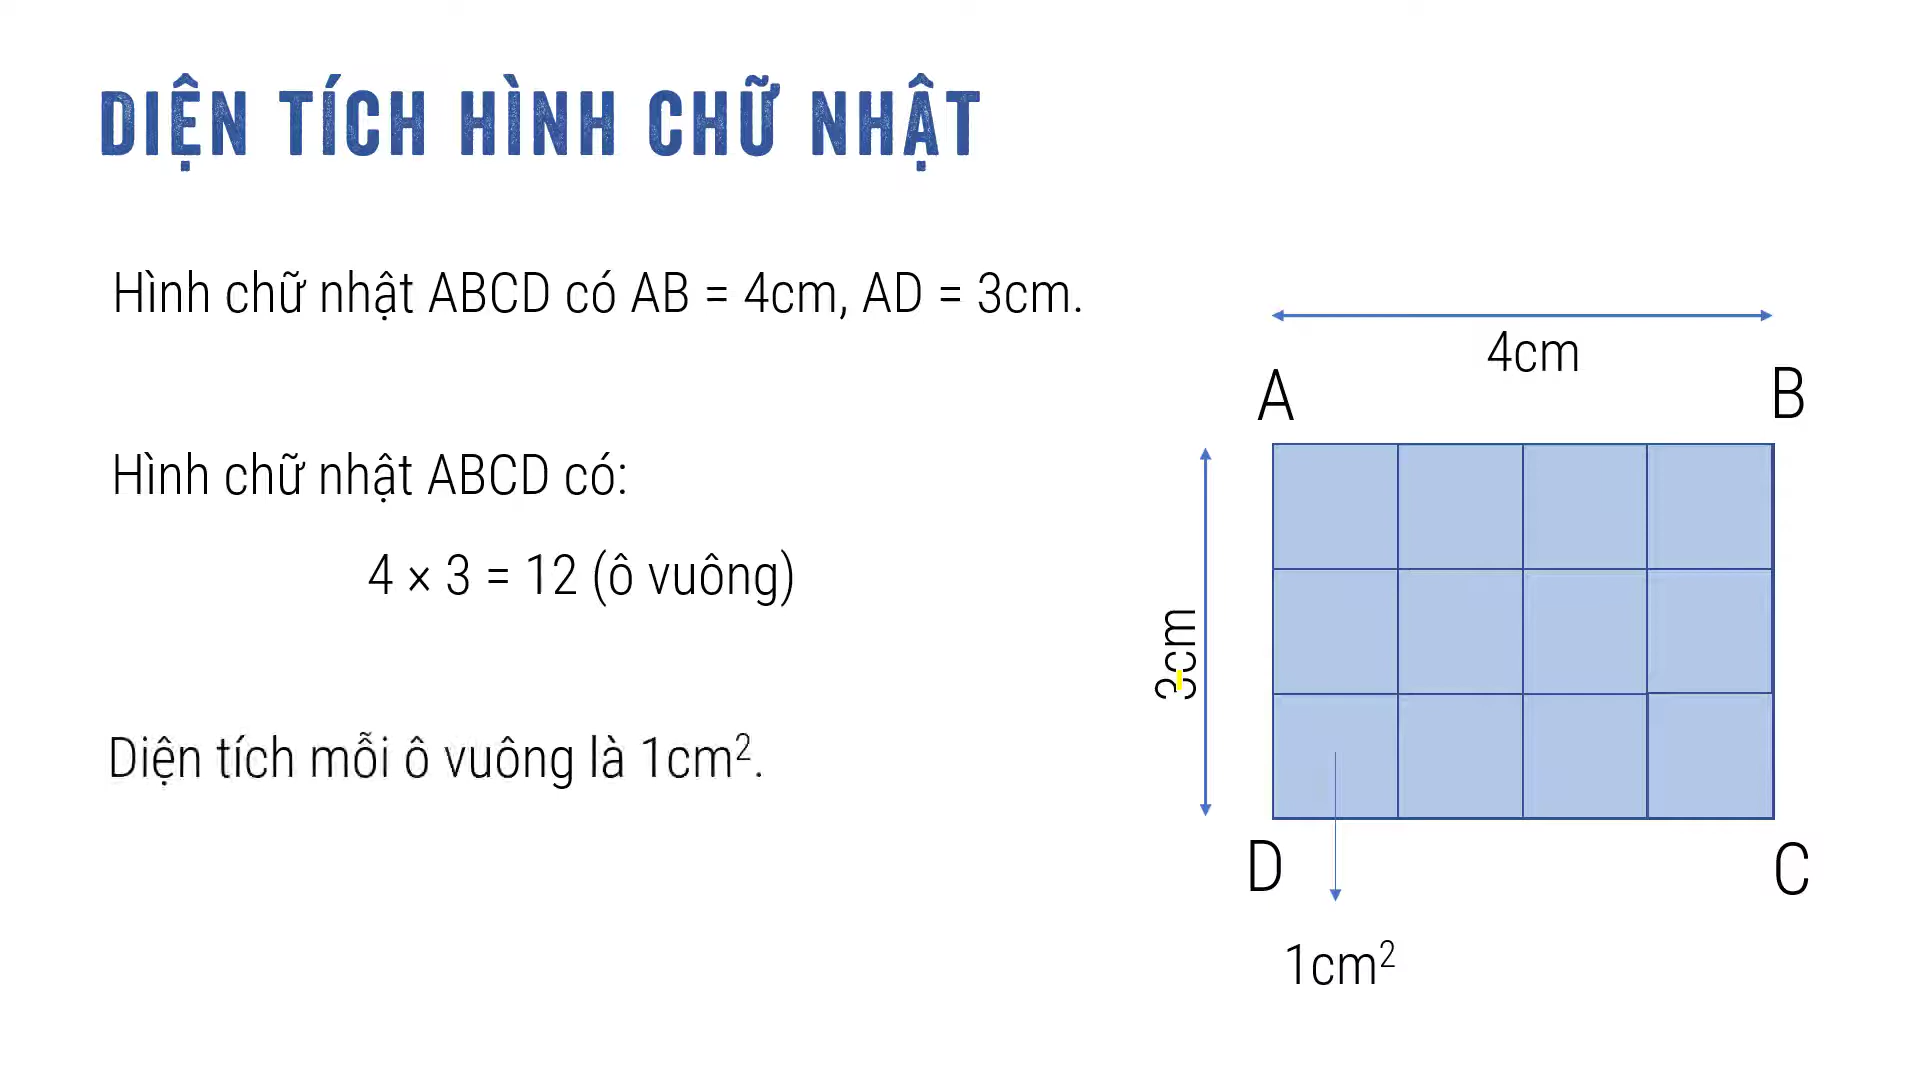 DIỆN TÍCH HÌNH CHỮ NHẬT
Hình chữ nhật ABCD có AB = 4cm, AD = 3cm.
Hình chữ nhật ABCD có:
4 × 3 = 12 (ô vuông)
Diện tích mỗi ô vuông là 1cm².
4cm
A
B
3cm
D
C
1cm²